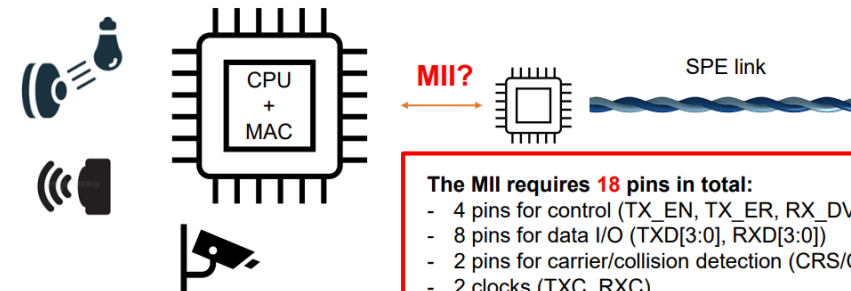 MII?
SPE link
CPU
+
MAC
The MII requires 18 pins in total:
- 4 pins for control (TX_EN, TX_ER, RX_DV
- 8 pins for data I/O (TXD[3:0], RXD[3:0])
- 2 pins for carrier/collision detection (CRS/
- 2 clocks (TXC, RXC)